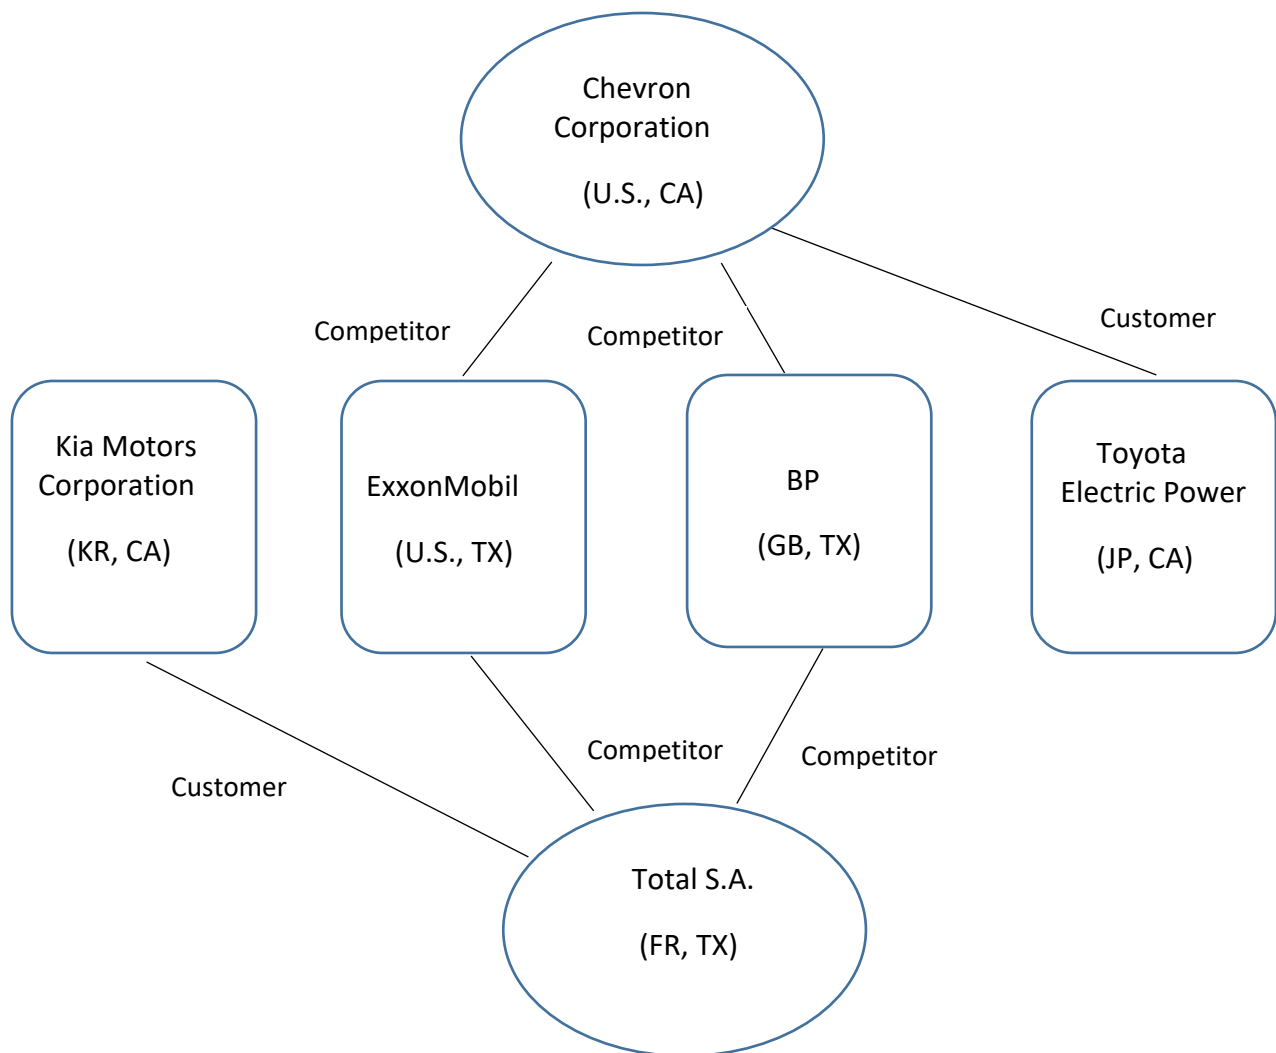 Chevron
Corporation
(U.S., CA)
Competitor
Competitor
Customer
Kia Motors
Corporation
(KR, CA)
ExxonMobil
(U.S., TX)
BP
(GB, TX)
Toyota
Electric Power
(JP, CA)
Customer
Competitor
Competitor
Total S.A.
(FR, TX)